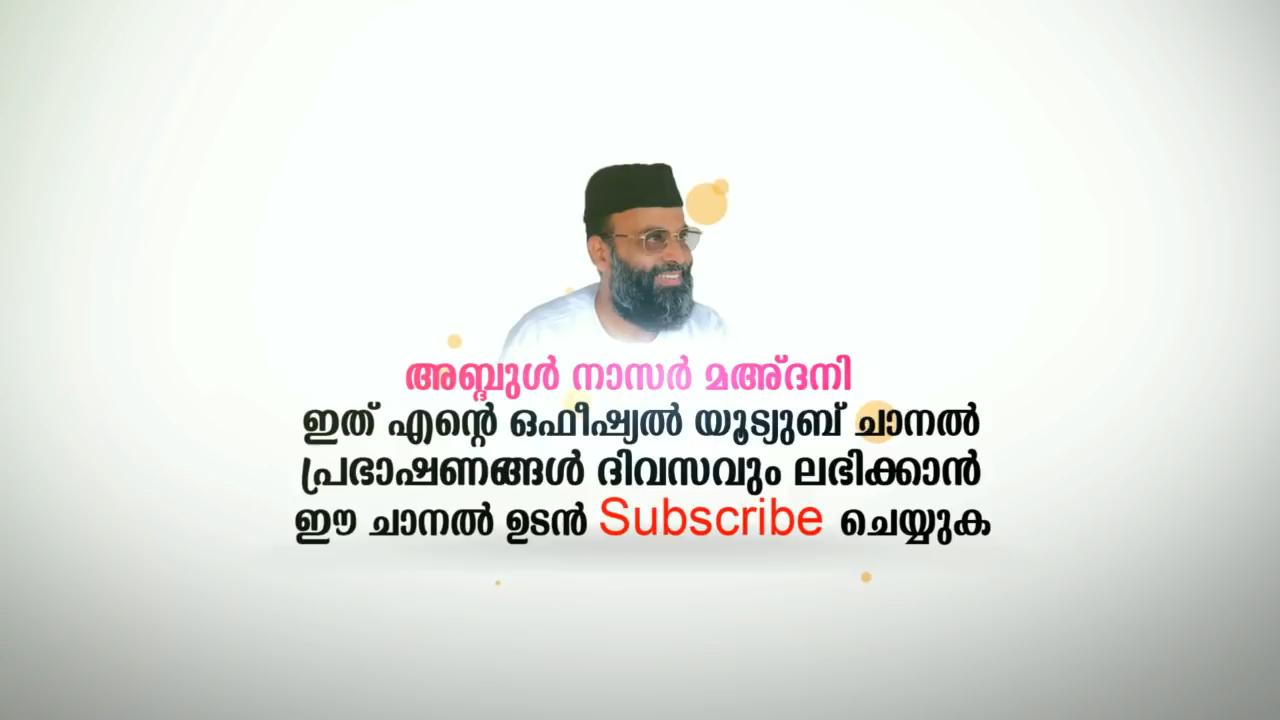 അബ്ദുൾ നാസർ മഅ്ദനി
ഇത് എന്റെ ഒഫീഷ്യൽ യൂട്യുബ് ചാനൽ
പ്രഭാഷണങ്ങൾ ദിവസവും ലഭിക്കാൻ
ഈ ചാനൽ ഉടൻ Subscribe ചെയ്യുക